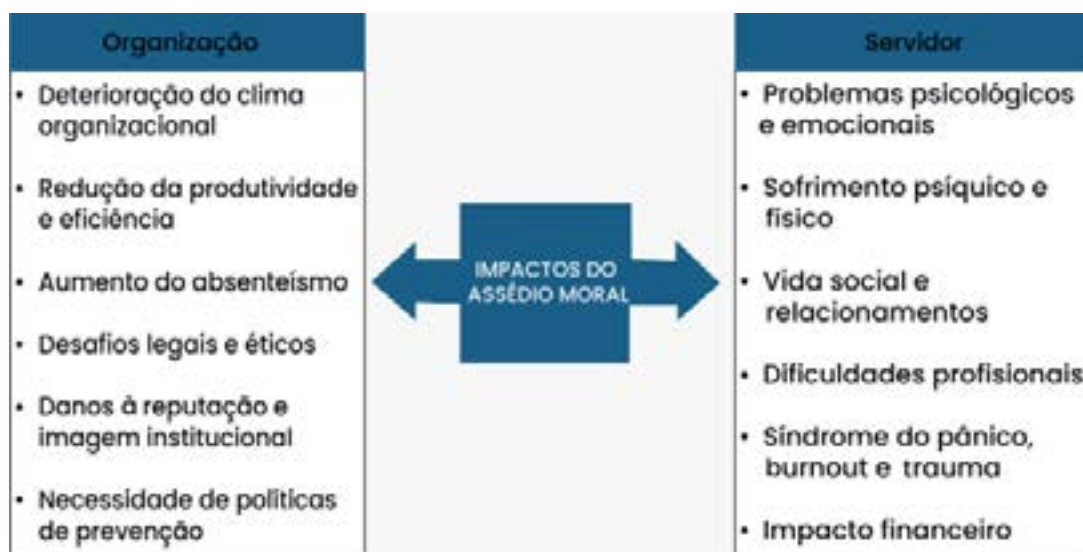 Organização
• Deterioração do clima
organizacional
• Redução da produtividade
e eficiência
• Aumento do absenteísmo
• Desafios legais e éticos
• Danos à reputação e
imagem institucional
• Necessidade de políticas
de prevenção
IMPACTOS DO
ASSÉDIO MORAL
Servidor
• Problemas psicológicos
e emocionais
• Sofrimento psíquico e
físico
• Vida social e
relacionamentos
• Dificuldades profisionais
• Síndrome do pânico,
burnout e trauma
• Impacto financeiro